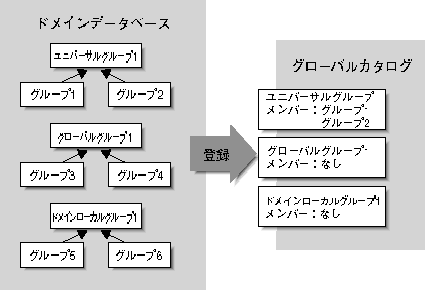 ドメインデータベース
ユニバーサルグループ1
グループ1
グループ2
グローバルグループ1
グループ3
グループ4
ドメインローカルグループ1
グループ5
グループ6
登録
グローバルカタログ
ユニバーサルグループ
メンバー：グループ
グループ2
グローバルグループ
メンバー：なし
ドメインローカルグループ1
メンバー：なし